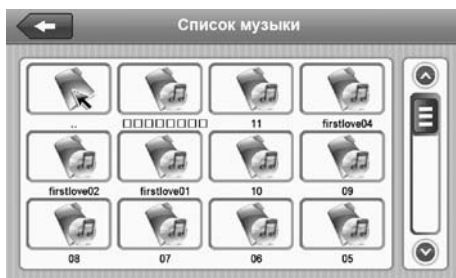 Список музыки
.. □□□□□□□□ 11 firstlove04
firstlove02 firstlove01 10 09
08 07 06 05